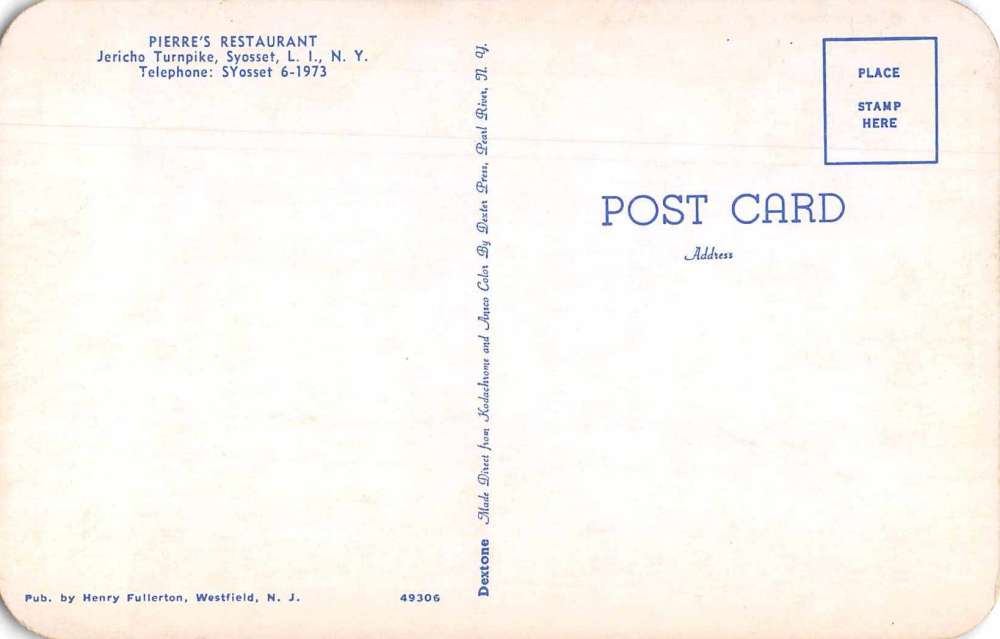 PIERRE'S RESTAURANT
Jericho Turnpike, Syosset, L. I., N. Y.
Telephone: SYosset 6-1973
Pub. by Henry Fullerton, Westfield, N. J.
49306
Dextone Made Direct from Kodachrome and Ansco Color By Dexter Press, Pearl River, N. Y.
PLACE
STAMP
HERE
POST CARD
Address